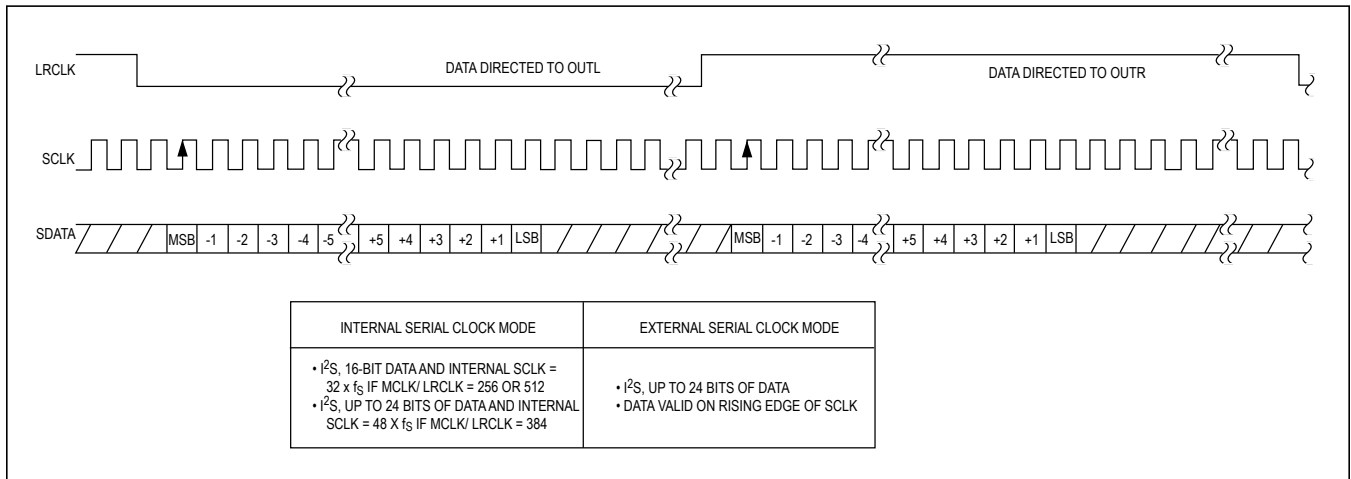 LRCLK
DATA DIRECTED TO OUTL
DATA DIRECTED TO OUTR
SCLK
SDATA
MSB -1 -2 -3 -4 -5 +5 +4 +3 +2 +1 LSB
MSB -1 -2 -3 -4 +5 +4 +3 +2 +1 LSB
INTERNAL SERIAL CLOCK MODE
• I²S, 16-BIT DATA AND INTERNAL SCLK =
32 x fS IF MCLK/ LRCLK = 256 OR 512
• I²S, UP TO 24 BITS OF DATA AND INTERNAL
SCLK = 48 X fS IF MCLK/ LRCLK = 384
EXTERNAL SERIAL CLOCK MODE
• I²S, UP TO 24 BITS OF DATA
• DATA VALID ON RISING EDGE OF SCLK